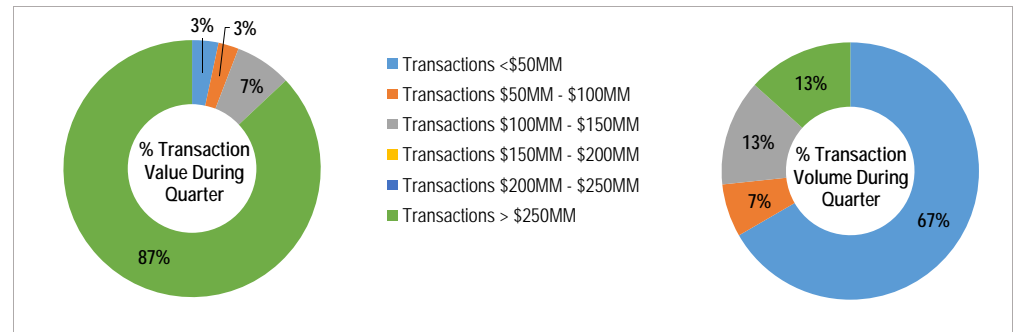 3%
3%
7%
87%
% Transaction
Value During
Quarter
Transactions <$50MM
Transactions $50MM - $100MM
Transactions $100MM - $150MM
Transactions $150MM - $200MM
Transactions $200MM - $250MM
Transactions > $250MM
13%
13%
7%
67%
% Transaction
Volume During
Quarter